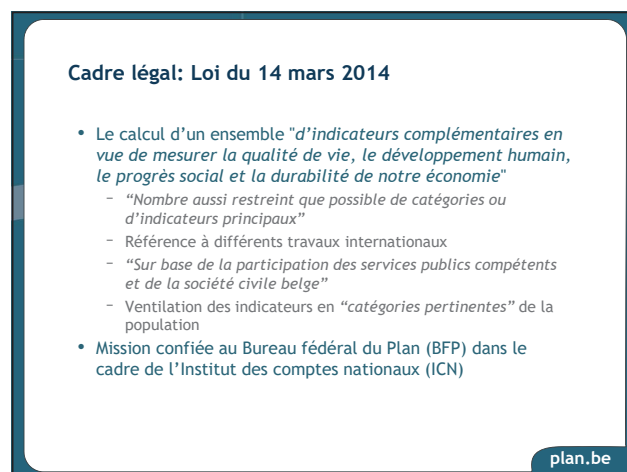 Cadre légal: Loi du 14 mars 2014
• Le calcul d’un ensemble "d’indicateurs complémentaires en
vue de mesurer la qualité de vie, le développement humain,
le progrès social et la durabilité de notre économie"
– “Nombre aussi restreint que possible de catégories ou
d’indicateurs principaux”
– Référence à différents travaux internationaux
– “Sur base de la participation des services publics compétents
et de la société civile belge”
– Ventilation des indicateurs en “catégories pertinentes” de la
population
• Mission confiée au Bureau fédéral du Plan (BFP) dans le
cadre de l’Institut des comptes nationaux (ICN)
plan.be